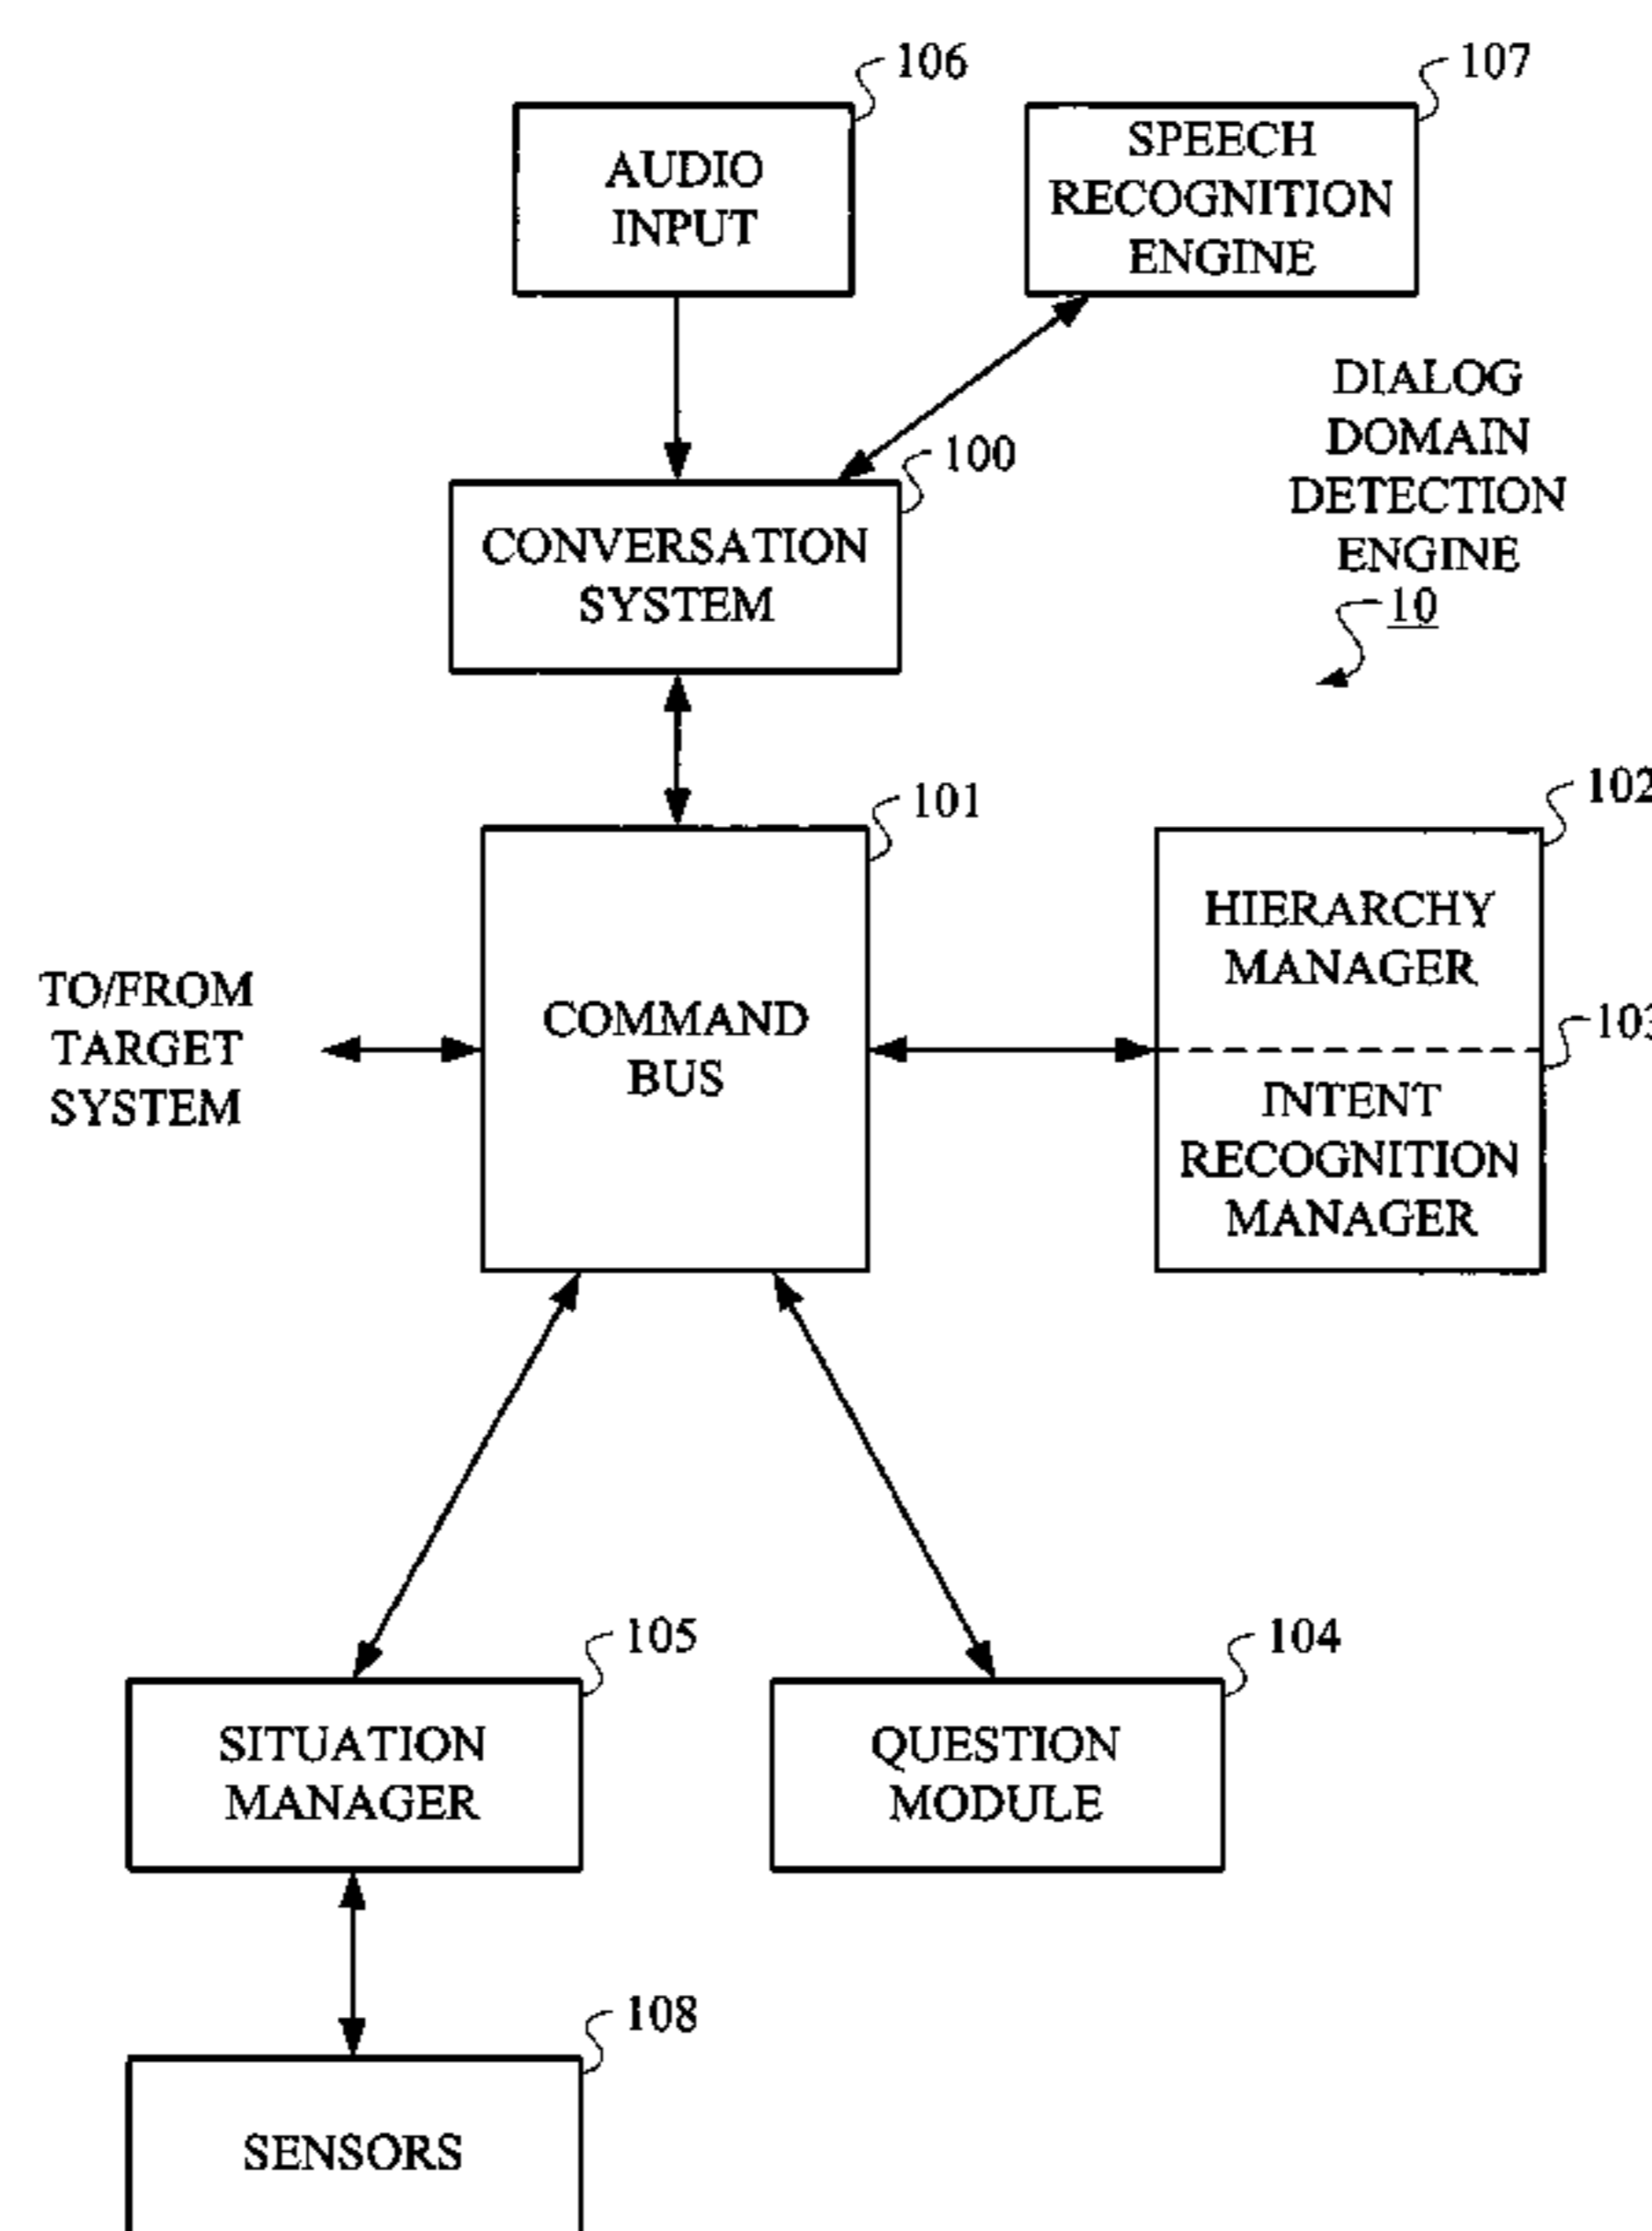 106
107
AUDIO
INPUT
SPEECH
RECOGNITION
ENGINE
DIALOG
DOMAIN
DETECTION
ENGINE
10
100
CONVERSATION
SYSTEM
101
102
COMMAND
BUS
HIERARCHY
MANAGER
103
INTENT
RECOGNITION
MANAGER
TO/FROM
TARGET
SYSTEM
105
104
SITUATION
MANAGER
QUESTION
MODULE
108
SENSORS